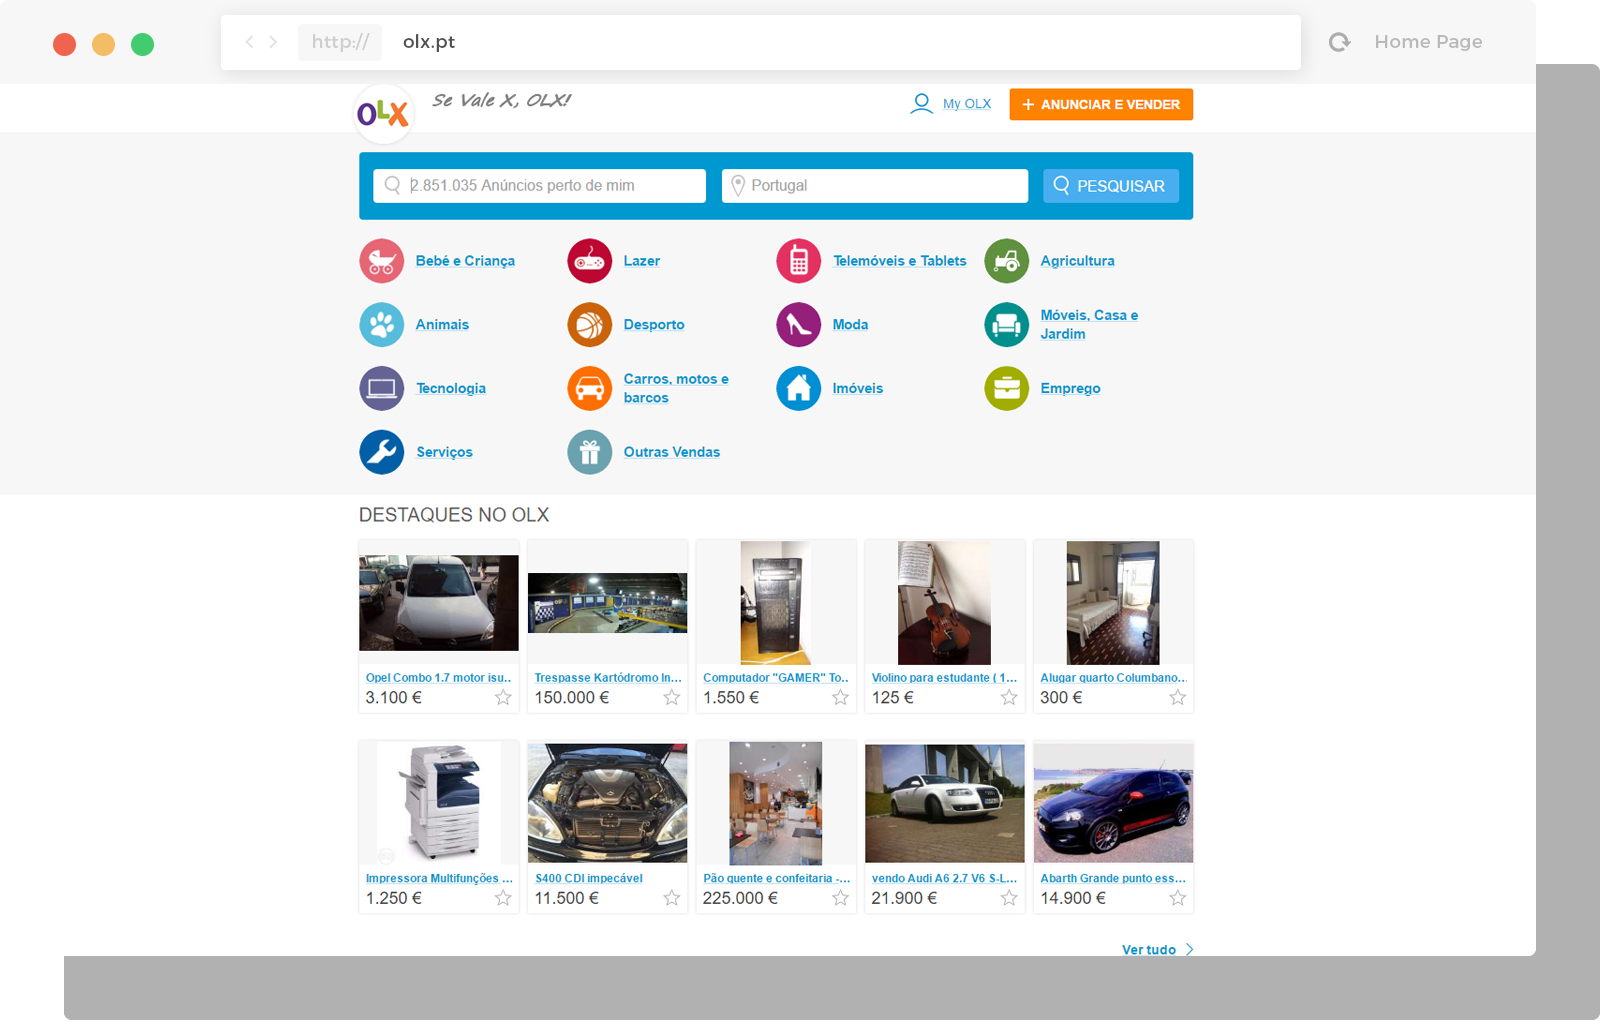 http://
olx.pt
Home Page
OLX
Se Vale X, OLX!
My OLX
+ ANUNCIAR E VENDER
2.851.035 Anúncios perto de mim
Portugal
PESQUISAR
Bebé e Criança
Lazer
Telemóveis e Tablets
Agricultura
Animais
Desporto
Moda
Móveis, Casa e
Jardim
Tecnologia
Carros, motos e
barcos
Imóveis
Emprego
Serviços
Outras Vendas
DESTAQUES NO OLX
Opel Combo 1.7 motor isu..
3.100 €
Trespasse Kartódromo In...
150.000 €
Computador "GAMER" To..
1.550 €
Violino para estudante ( 1...
125 €
Alugar quarto Columbano...
300 €
Impressora Multifunções ...
1.250 €
S400 CDI impecável
11.500 €
Pão quente e confeitaria -...
225.000 €
vendo Audi A6 2.7 V6 S-L...
21.900 €
Abarth Grande punto ess...
14.900 €
Ver tudo